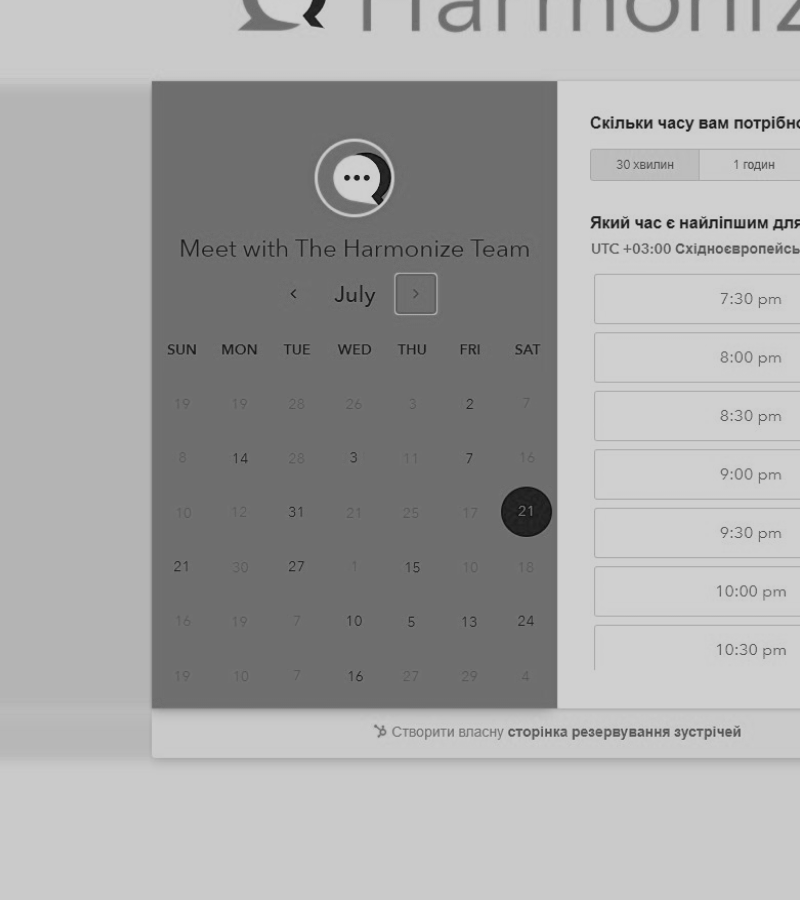 Harmoniz
Meet with The Harmonize Team
July
SUN MON TUE WED THU FRI SAT
19 19 28 26 3 2 7
8 14 28 3 11 7 16
10 12 31 21 25 17 21
21 30 27 1 15 10 18
16 19 7 10 5 13 24
19 10 7 16 27 29 4
Скільки часу вам потрібно
30 хвилин 1 годин
Який час є найліпшим для
UTC +03:00 Східноєвропейсь
7:30 pm
8:00 pm
8:30 pm
9:00 pm
9:30 pm
10:00 pm
10:30 pm
Створити власну сторінка резервування зустрічей